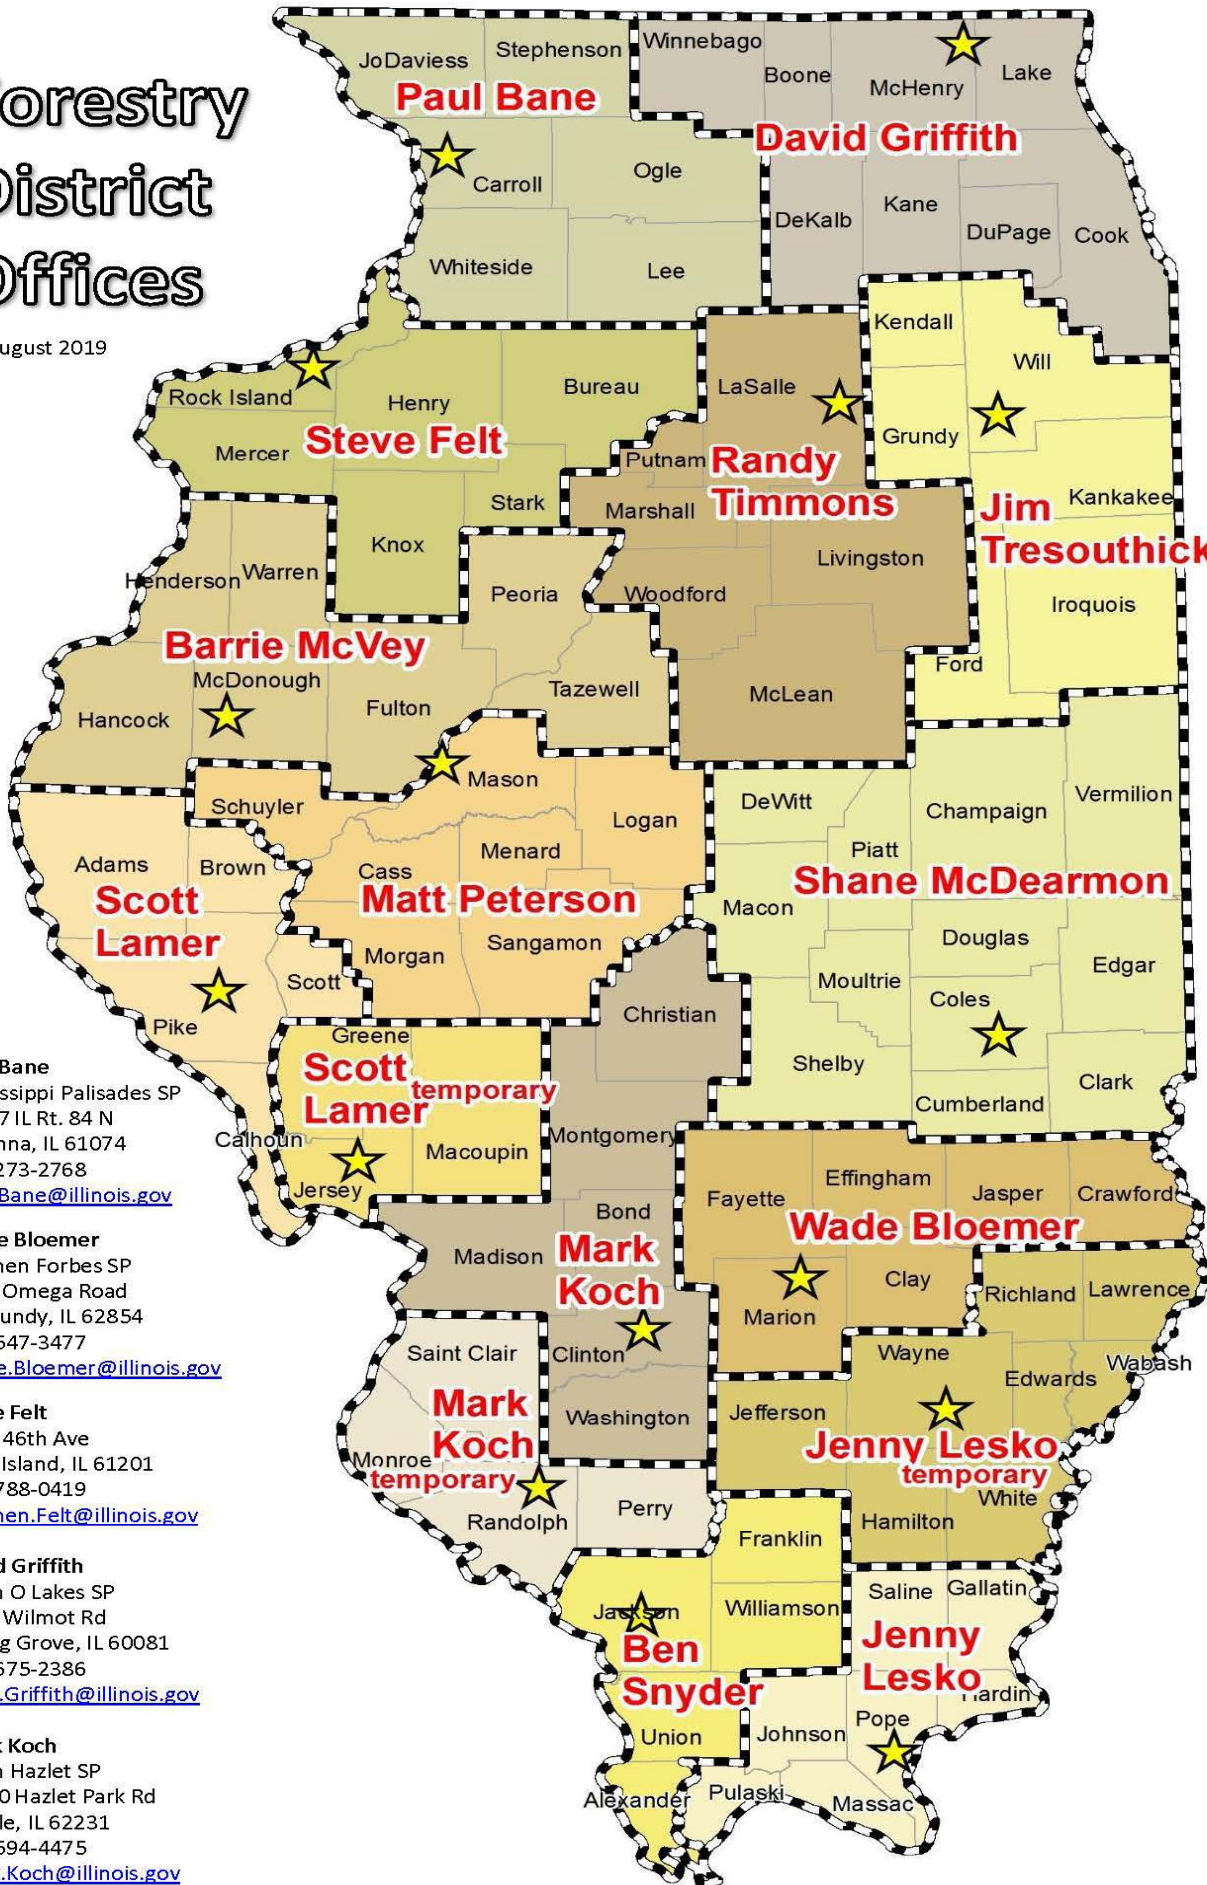 orestry
District
Offices
ugust 2019
JoDaviess
Stephenson
Winnebago
Boone
McHenry
Lake
Paul Bane
David Griffith
Carroll
Ogle
DeKalb
Kane
DuPage
Cook
Whiteside
Lee
Kendall
Will
Rock Island
Henry
Bureau
LaSalle
Grundy
Mercer
Steve Felt
Putnam
Randy
Timmons
Stark
Marshall
Kankakee
Jim
Tresouthick
Knox
Livingston
Henderson
Warren
Peoria
Woodford
Iroquois
Barrie McVey
McDonough
Ford
Hancock
Fulton
Tazewell
McLean
Mason
Schuyler
Logan
DeWitt
Champaign
Vermilion
Adams
Brown
Cass
Menard
Piatt
Scott
Lamer
Matt Peterson
Shane McDearmon
Macon
Morgan
Sangamon
Douglas
Scott
Moultrie
Edgar
Pike
Christian
Coles
Greene
Shelby
Clark
Scott
Lamer
temporary
Cumberland
Calhoun
Macoupin
Montgomery
Jersey
Fayette
Effingham
Jasper
Crawford
Bond
Wade Bloemer
Madison
Mark
Koch
Clay
Richland
Lawrence
Marion
Saint Clair
Clinton
Wayne
Edwards
Wabash
Mark
Koch
temporary
Washington
Jefferson
Jenny Lesko
temporary
Monroe
White
Randolph
Perry
Hamilton
Franklin
Saline
Gallatin
Jackson
Williamson
Ben
Snyder
Jenny
Lesko
Hardin
Union
Johnson
Pope
Alexander
Pulaski
Massac
Bane
ssissippi Palisades SP
7 IL Rt. 84 N
nna, IL 61074
273-2768
.Bane@illinois.gov
e Bloemer
hen Forbes SP
Omega Road
undy, IL 62854
547-3477
e.Bloemer@illinois.gov
e Felt
46th Ave
Island, IL 61201
788-0419
hen.Felt@illinois.gov
d Griffith
n O Lakes SP
Wilmot Rd
g Grove, IL 60081
675-2386
.Griffith@illinois.gov
k Koch
n Hazlet SP
0 Hazlet Park Rd
le, IL 62231
594-4475
.Koch@illinois.gov